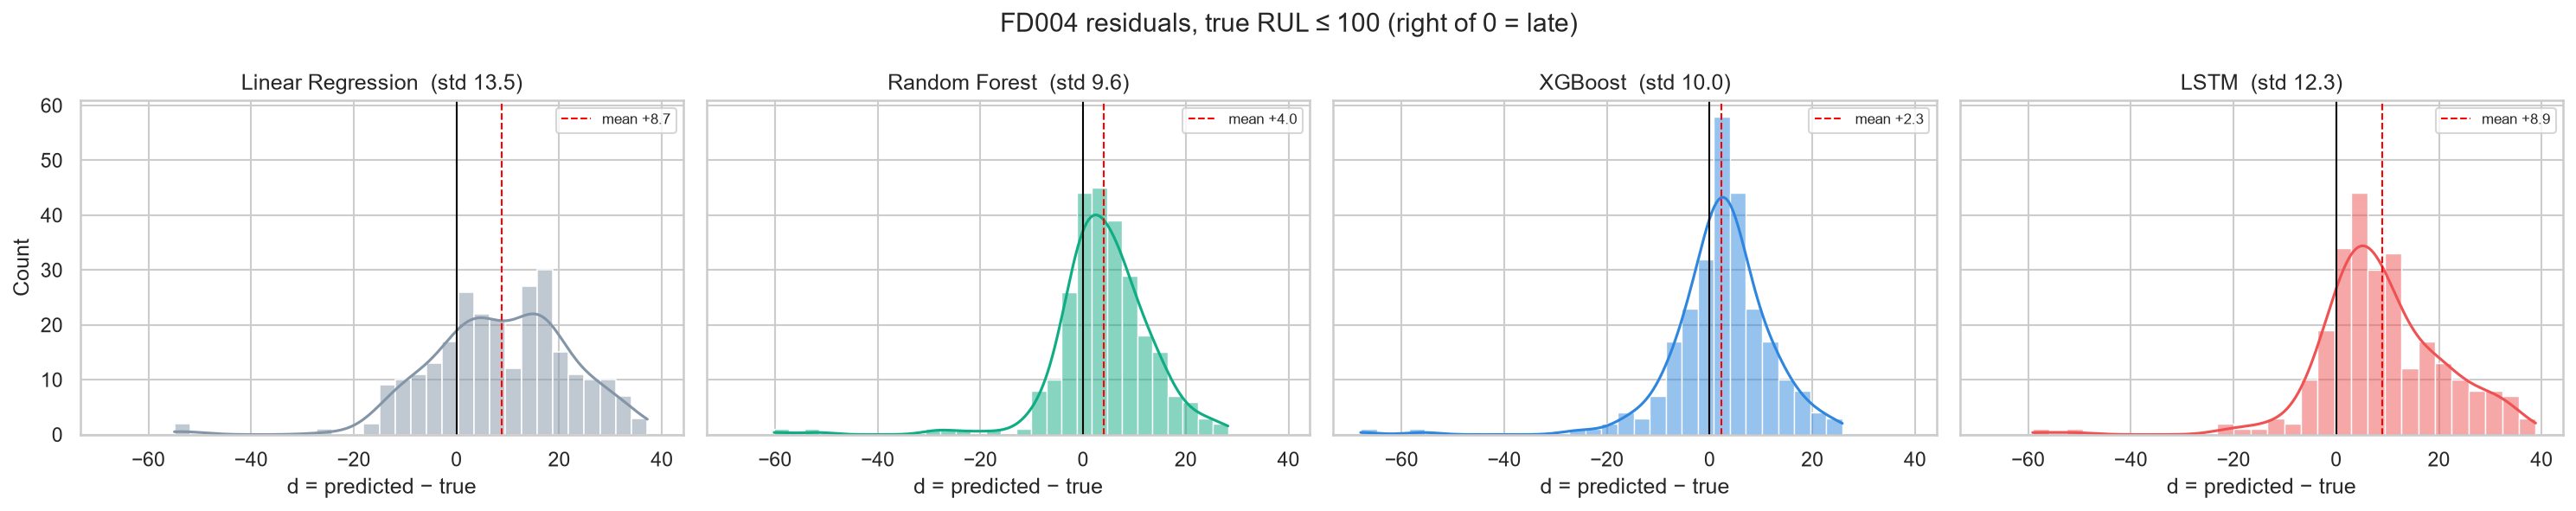 FD004 residuals, true RUL ≤ 100 (right of 0 = late)
Linear Regression  (std 13.5)
Random Forest  (std 9.6)
XGBoost  (std 10.0)
LSTM  (std 12.3)
mean +8.7
mean +4.0
mean +2.3
mean +8.9
Count
60
50
40
30
20
10
0
−60 −40 −20 0 20 40
−60 −40 −20 0 20 40
−60 −40 −20 0 20 40
−60 −40 −20 0 20 40
d = predicted − true
d = predicted − true
d = predicted − true
d = predicted − true